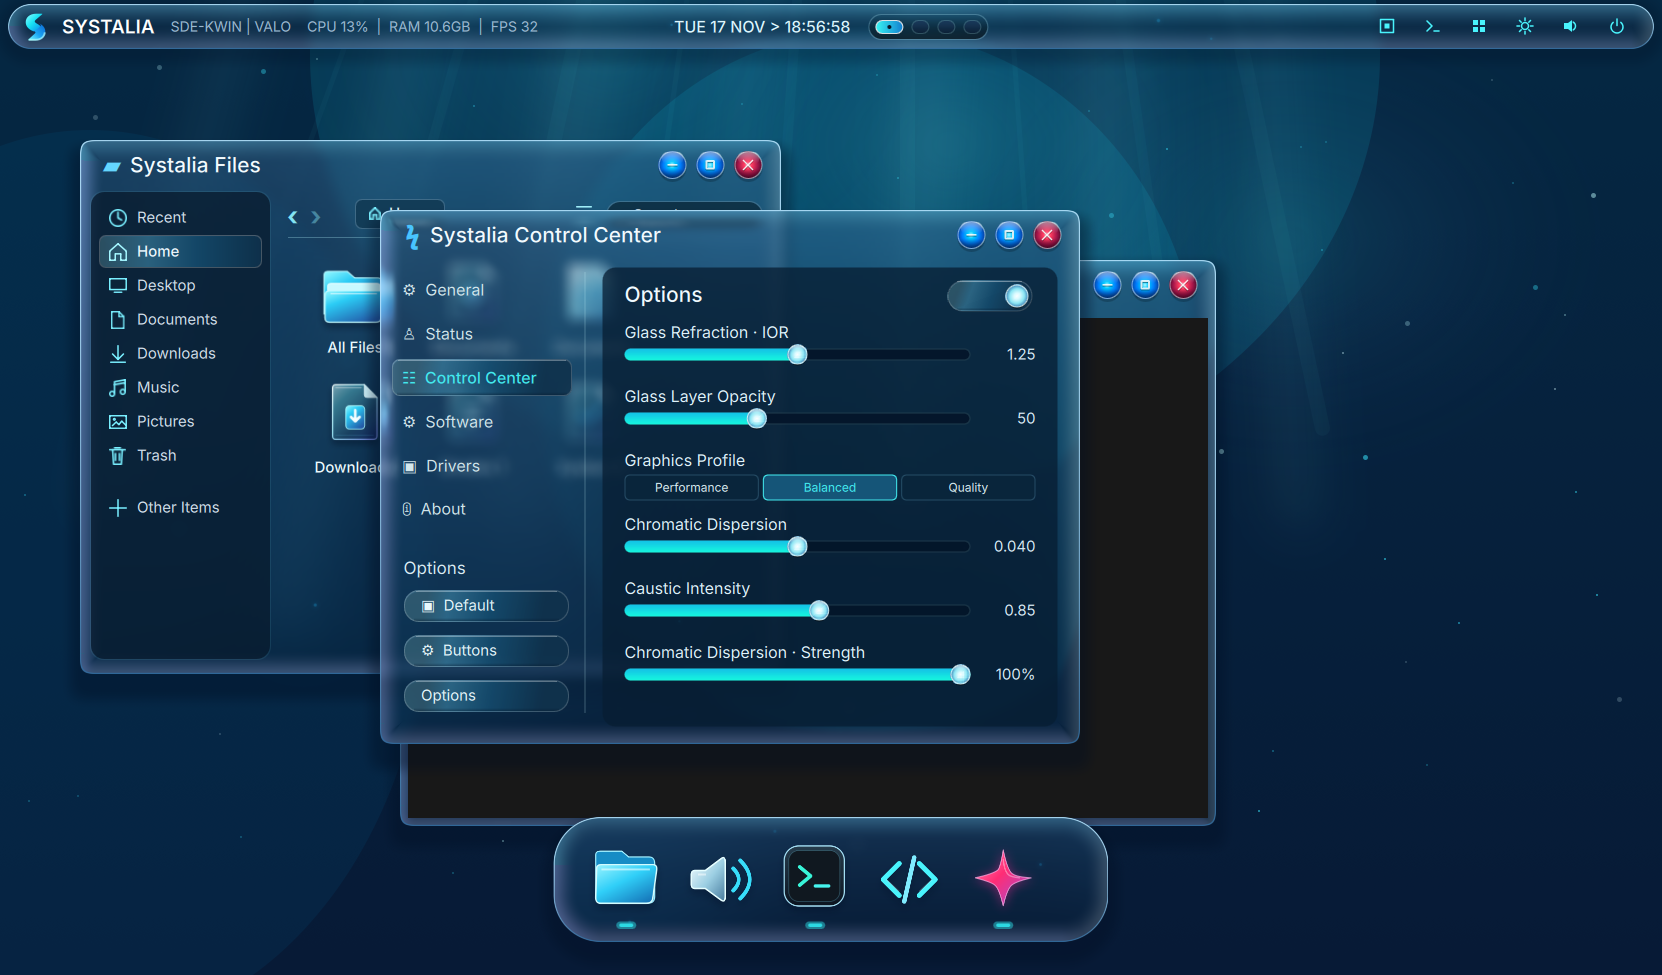 SYSTALIA SDE-KWIN | VALO CPU 13% | RAM 10.6GB | FPS 32
TUE 17 NOV > 18:56:58
Systalia Files
Recent
Home
Desktop
Documents
Downloads
Music
Pictures
Trash
Other Items
All Files
Systalia Control Center
General
Status
Control Center
Software
Drivers
About
Options
Default
Buttons
Options
Options
Glass Refraction · IOR
1.25
Glass Layer Opacity
50
Graphics Profile
Performance Balanced Quality
Chromatic Dispersion
0.040
Caustic Intensity
0.85
Chromatic Dispersion · Strength
100%